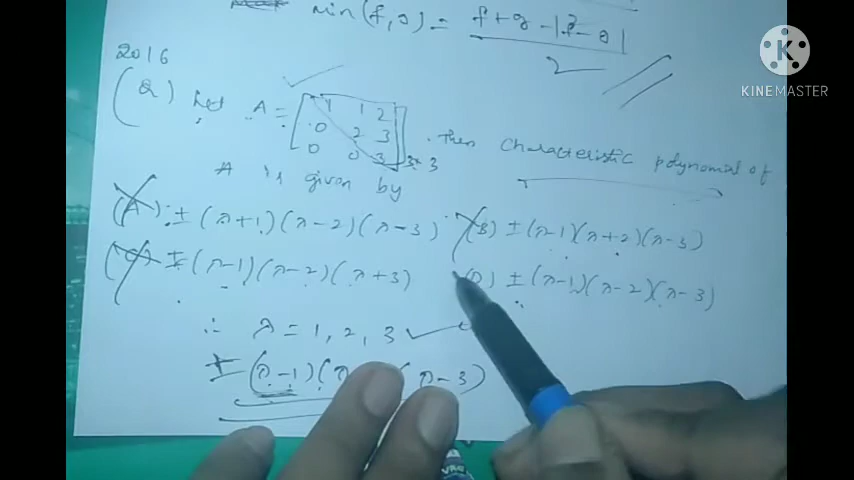 min(f,g) = f+g-|f-g|
2
KINEMASTER
2016
(Q) Let A = [1 1 2
0 2 3
0 0 3] 3×3 . then characteristic polynomial of
A is given by
(A) ± (λ+1)(λ-2)(λ-3) (B) ± (λ-1)(λ+2)(λ-3)
(C) ± (λ-1)(λ-2)(λ+3) (D) ± (λ-1)(λ-2)(λ-3)
∴ λ = 1, 2, 3
± (λ-1)(λ (λ-3)